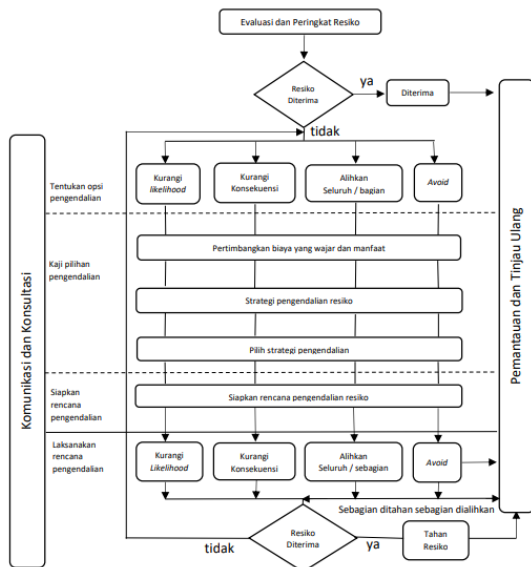 Evaluasi dan Peringkat Resiko
Resiko
Diterima
ya
Diterima
tidak
Komunikasi dan Konsultasi
Pemantauan dan Tinjau Ulang
Tentukan opsi
pengendalian
Kurangi
likelihood
Kurangi
Konsekuensi
Alihkan
Seluruh / bagian
Avoid
Kaji pilihan
pengendalian
Pertimbangkan biaya yang wajar dan manfaat
Strategi pengendalian resiko
Pilih strategi pengendalian
Siapkan
rencana
pengendalian
Siapkan rencana pengendalian resiko
Laksanakan
rencana
pengendalian
Kurangi
Likelihood
Kurangi
Konsekuensi
Alihkan
Seluruh / sebagian
Avoid
Sebagian ditahan sebagian dialihkan
tidak
Resiko
Diterima
ya
Tahan
Resiko